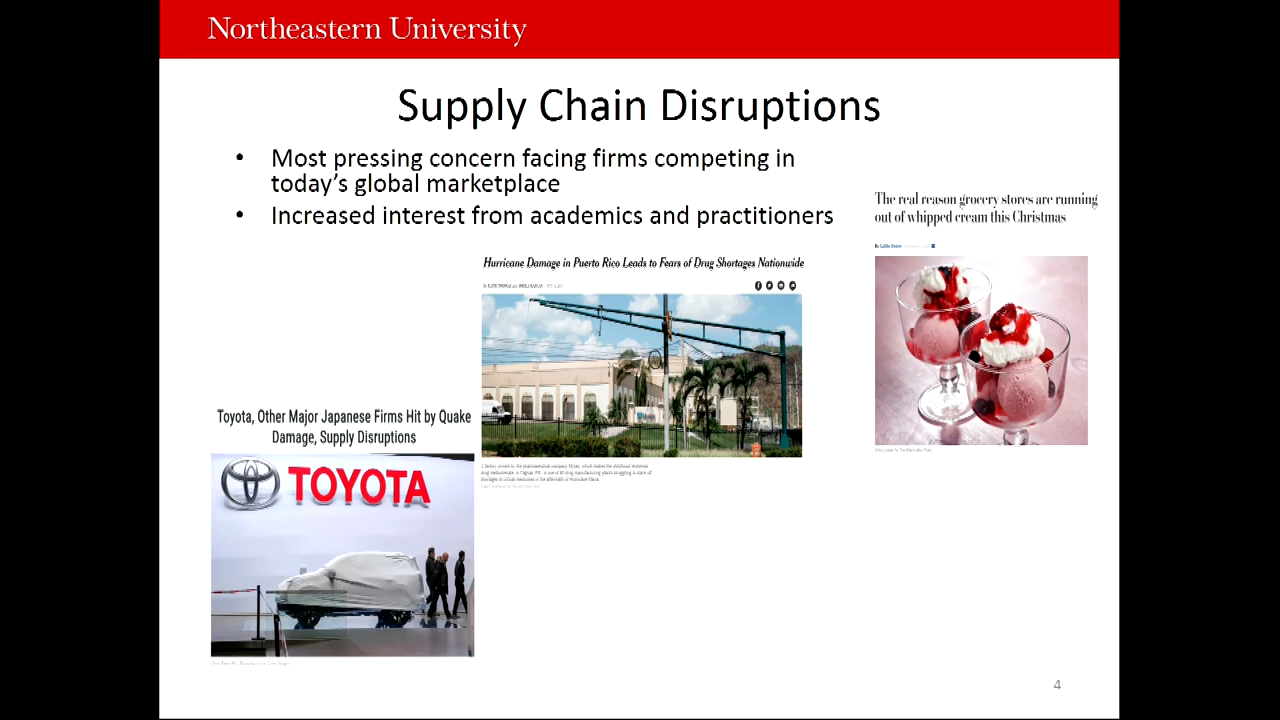 Northeastern University
Supply Chain Disruptions
• Most pressing concern facing firms competing in
today's global marketplace
• Increased interest from academics and practitioners
The real reason grocery stores are running
out of whipped cream this Christmas
Hurricane Damage in Puerto Rico Leads to Fears of Drug Shortages Nationwide
Toyota, Other Major Japanese Firms Hit by Quake
Damage, Supply Disruptions
TOYOTA
4